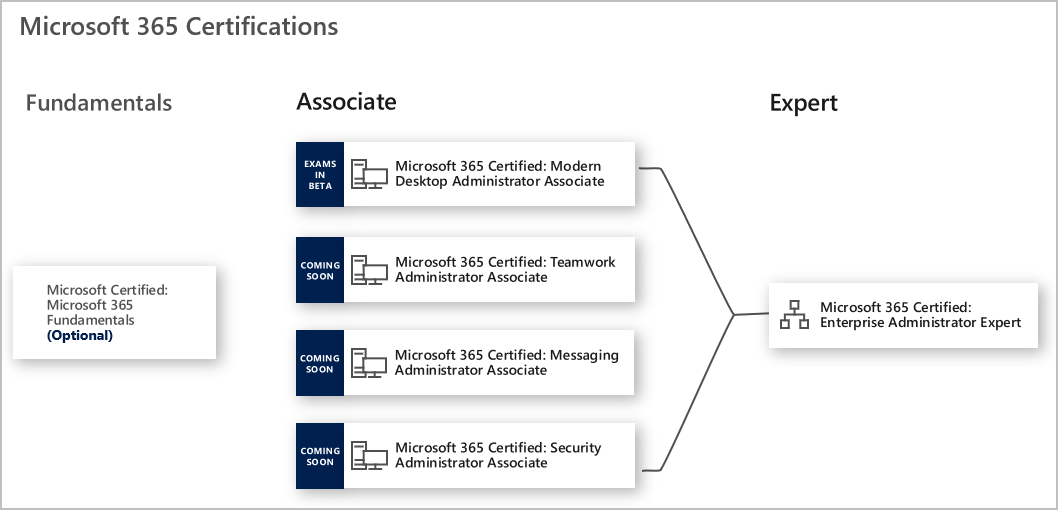 Microsoft 365 Certifications
Fundamentals
Associate
Expert
EXAMS
IN
BETA
Microsoft 365 Certified: Modern
Desktop Administrator Associate
COMING
SOON
Microsoft 365 Certified: Teamwork
Administrator Associate
Microsoft Certified:
Microsoft 365
Fundamentals
(Optional)
Microsoft 365 Certified:
Enterprise Administrator Expert
COMING
SOON
Microsoft 365 Certified: Messaging
Administrator Associate
COMING
SOON
Microsoft 365 Certified: Security
Administrator Associate